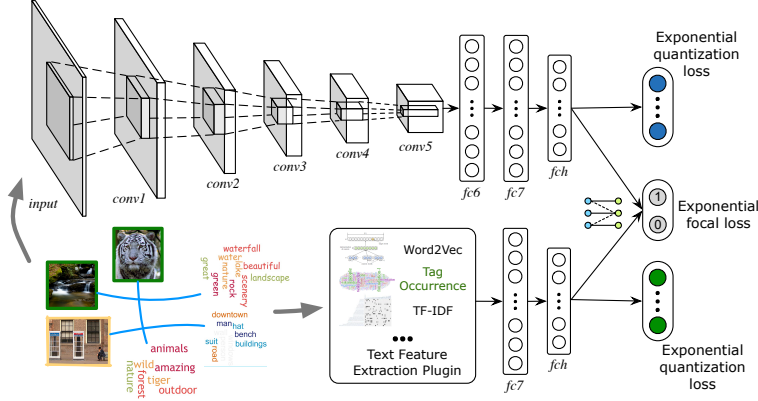 Exponential
quantization
loss
input
conv1
conv2
conv3
conv4
conv5
fc6
fc7
fch
1
0
Exponential
focal loss
waterfall
water
lake
nature
great
green
rock
scenery
beautiful
landscape
downtown
man
hat
bench
suit
road
buildings
animals
wild
amazing
nature
forest
tiger
outdoor
Word2Vec
Tag
Occurrence
TF-IDF
Text Feature
Extraction Plugin
fc7
fch
Exponential
quantization
loss